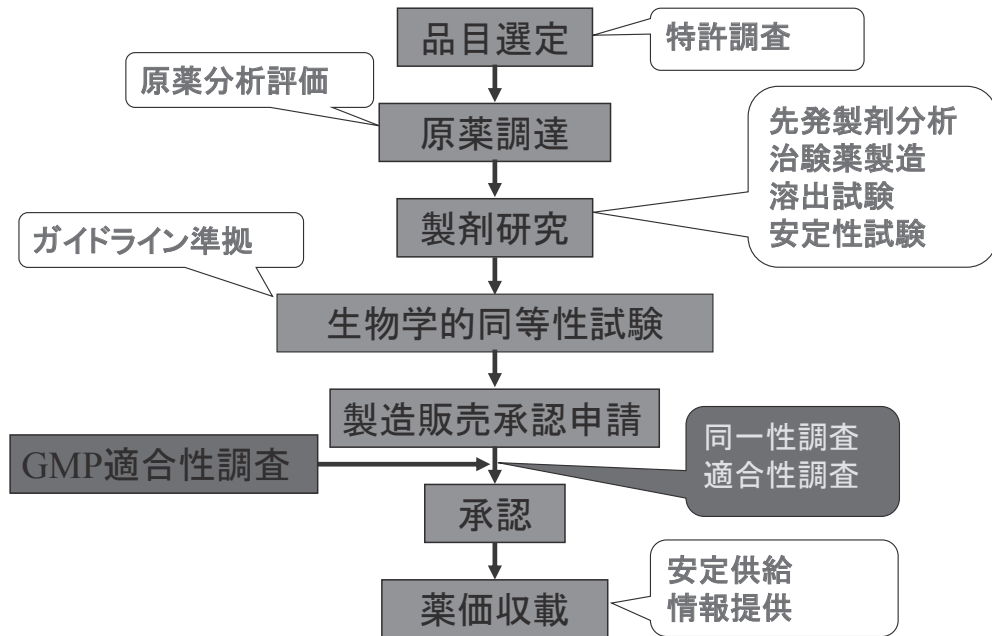 品目選定
特許調査
原薬分析評価
原薬調達
先発製剤分析
治験薬製造
溶出試験
安定性試験
製剤研究
ガイドライン準拠
生物学的同等性試験
製造販売承認申請
同一性調査
適合性調査
GMP適合性調査
承認
安定供給
情報提供
薬価収載